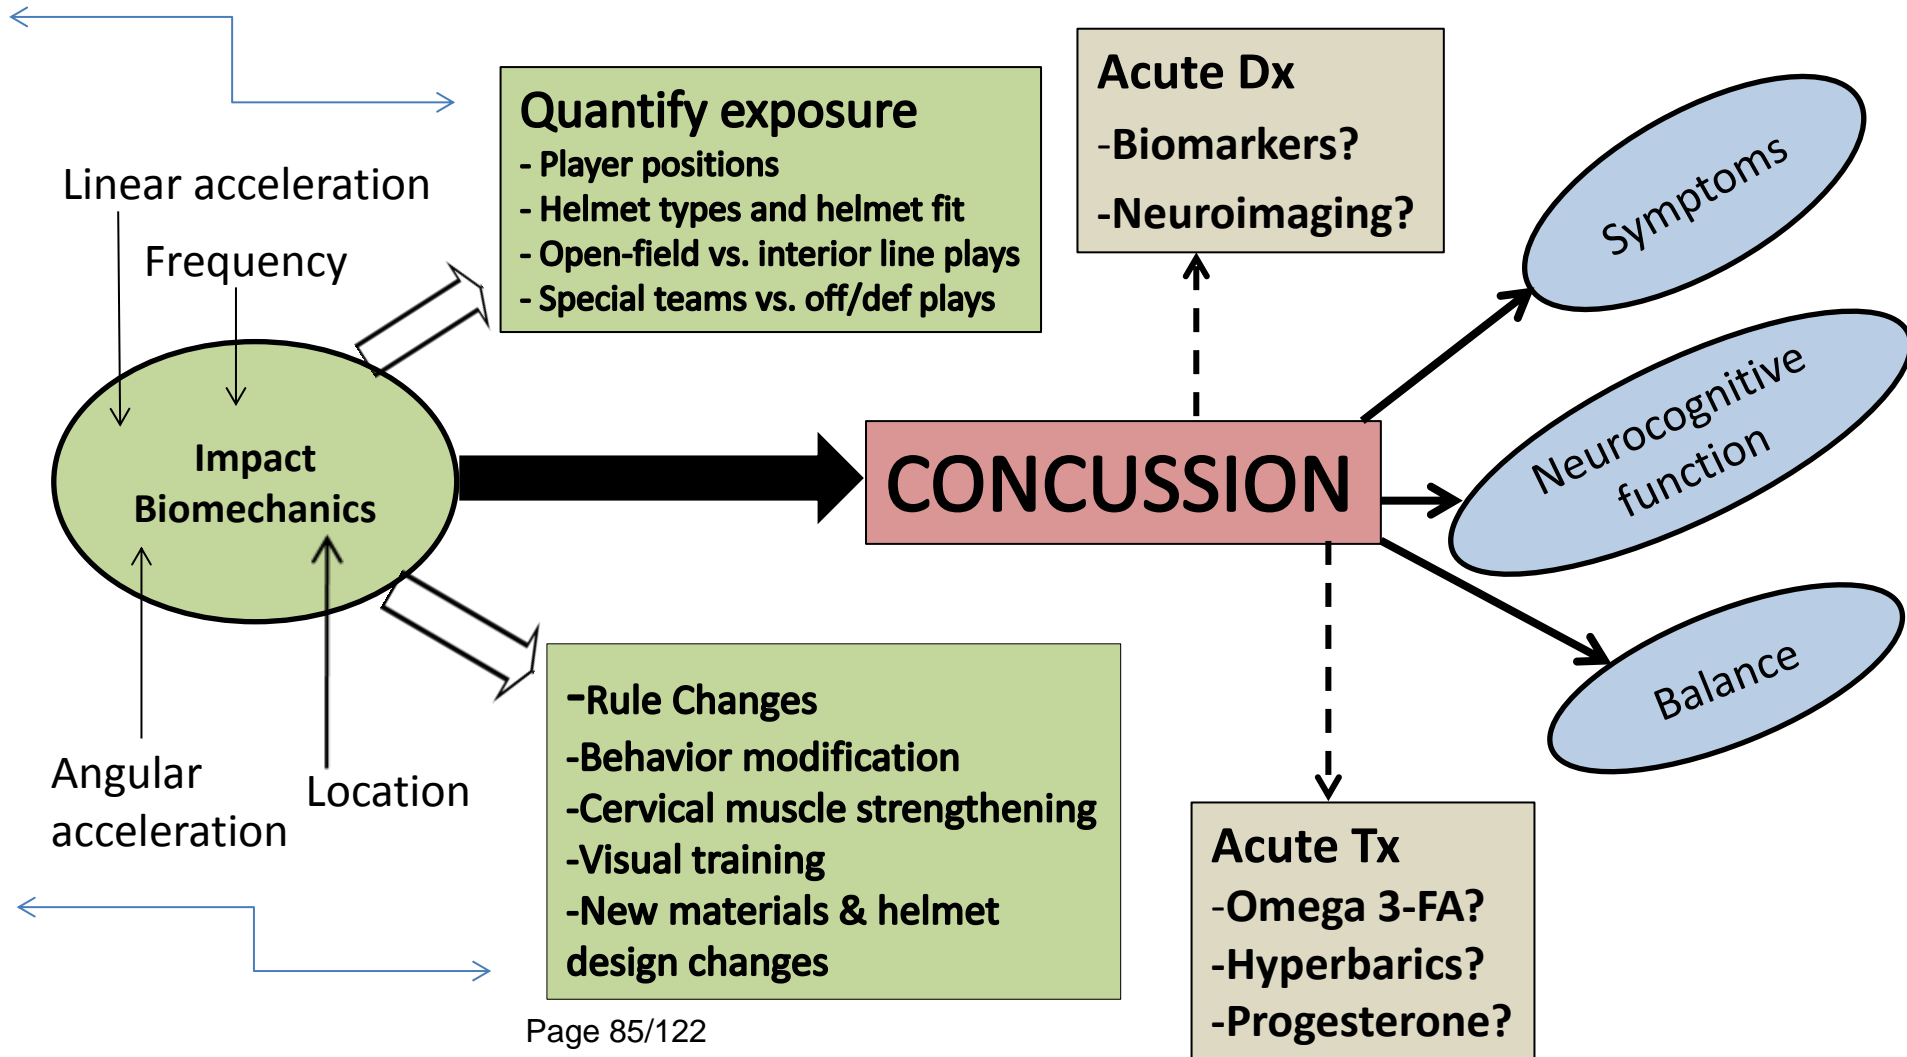 Linear acceleration
Frequency
Impact
Biomechanics
Angular
acceleration
Location
Quantify exposure
- Player positions
- Helmet types and helmet fit
- Open-field vs. interior line plays
- Special teams vs. off/def plays
-Rule Changes
-Behavior modification
-Cervical muscle strengthening
-Visual training
-New materials & helmet
design changes
Acute Dx
-Biomarkers?
-Neuroimaging?
CONCUSSION
Acute Tx
-Omega 3-FA?
-Hyperbarics?
-Progesterone?
Symptoms
Neurocognitive
function
Balance
Page 85/122